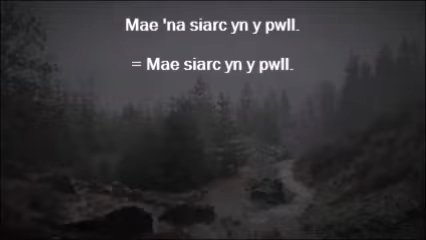 Mae 'na siarc yn y pwll.
= Mae siarc yn y pwll.